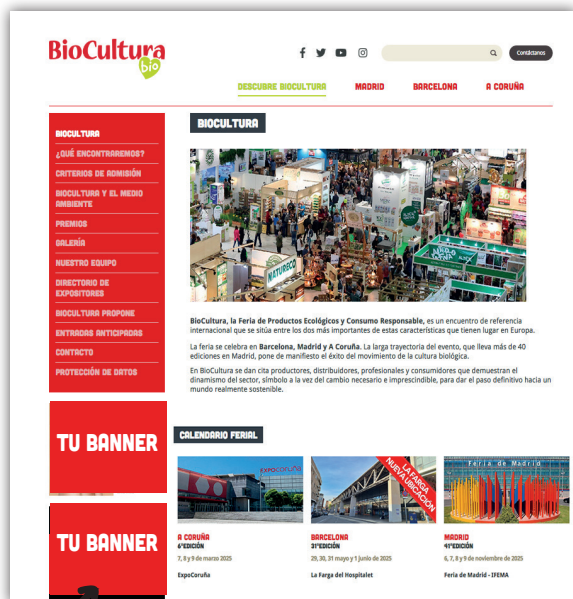 BioCultura
bio
Contáctanos
DESCUBRE BIOCULTURA
MADRID
BARCELONA
A CORUÑA
BIOCULTURA
¿QUÉ ENCONTRAREMOS?
CRITERIOS DE ADMISIÓN
BIOCULTURA Y EL MEDIO
AMBIENTE
PREMIOS
GALERÍA
NUESTRO EQUIPO
DIRECTORIO DE
EXPOSITORES
BIOCULTURA PROPONE
ENTRADAS ANTICIPADAS
CONTACTO
PROTECCIÓN DE DATOS
TU BANNER
TU BANNER
BIOCULTURA
NATURECO
BioCultura, la Feria de Productos Ecológicos y Consumo Responsable, es un encuentro de referencia
internacional que se sitúa entre los dos más importantes de estas características que tienen lugar en Europa.
La feria se celebra en Barcelona, Madrid y A Coruña. La larga trayectoria del evento, que lleva más de 40
ediciones en Madrid, pone de manifiesto el éxito del movimiento de la cultura biológica.
En BioCultura se dan cita productores, distribuidores, profesionales y consumidores que demuestran el
dinamismo del sector, símbolo a la vez del cambio necesario e imprescindible, para dar el paso definitivo hacia un
mundo realmente sostenible.
CALENDARIO FERIAL
EXPOCORUÑA
A CORUÑA
6ªEDICIÓN
7, 8 y 9 de marzo 2025
ExpoCoruña
LA FARGA
NUEVA UBICACIÓN
BARCELONA
31ªEDICIÓN
29, 30, 31 mayo y 1 junio de 2025
La Farga del Hospitalet
Feria de Madrid
MADRID
41ªEDICIÓN
6, 7, 8 y 9 de noviembre de 2025
Feria de Madrid - IFEMA